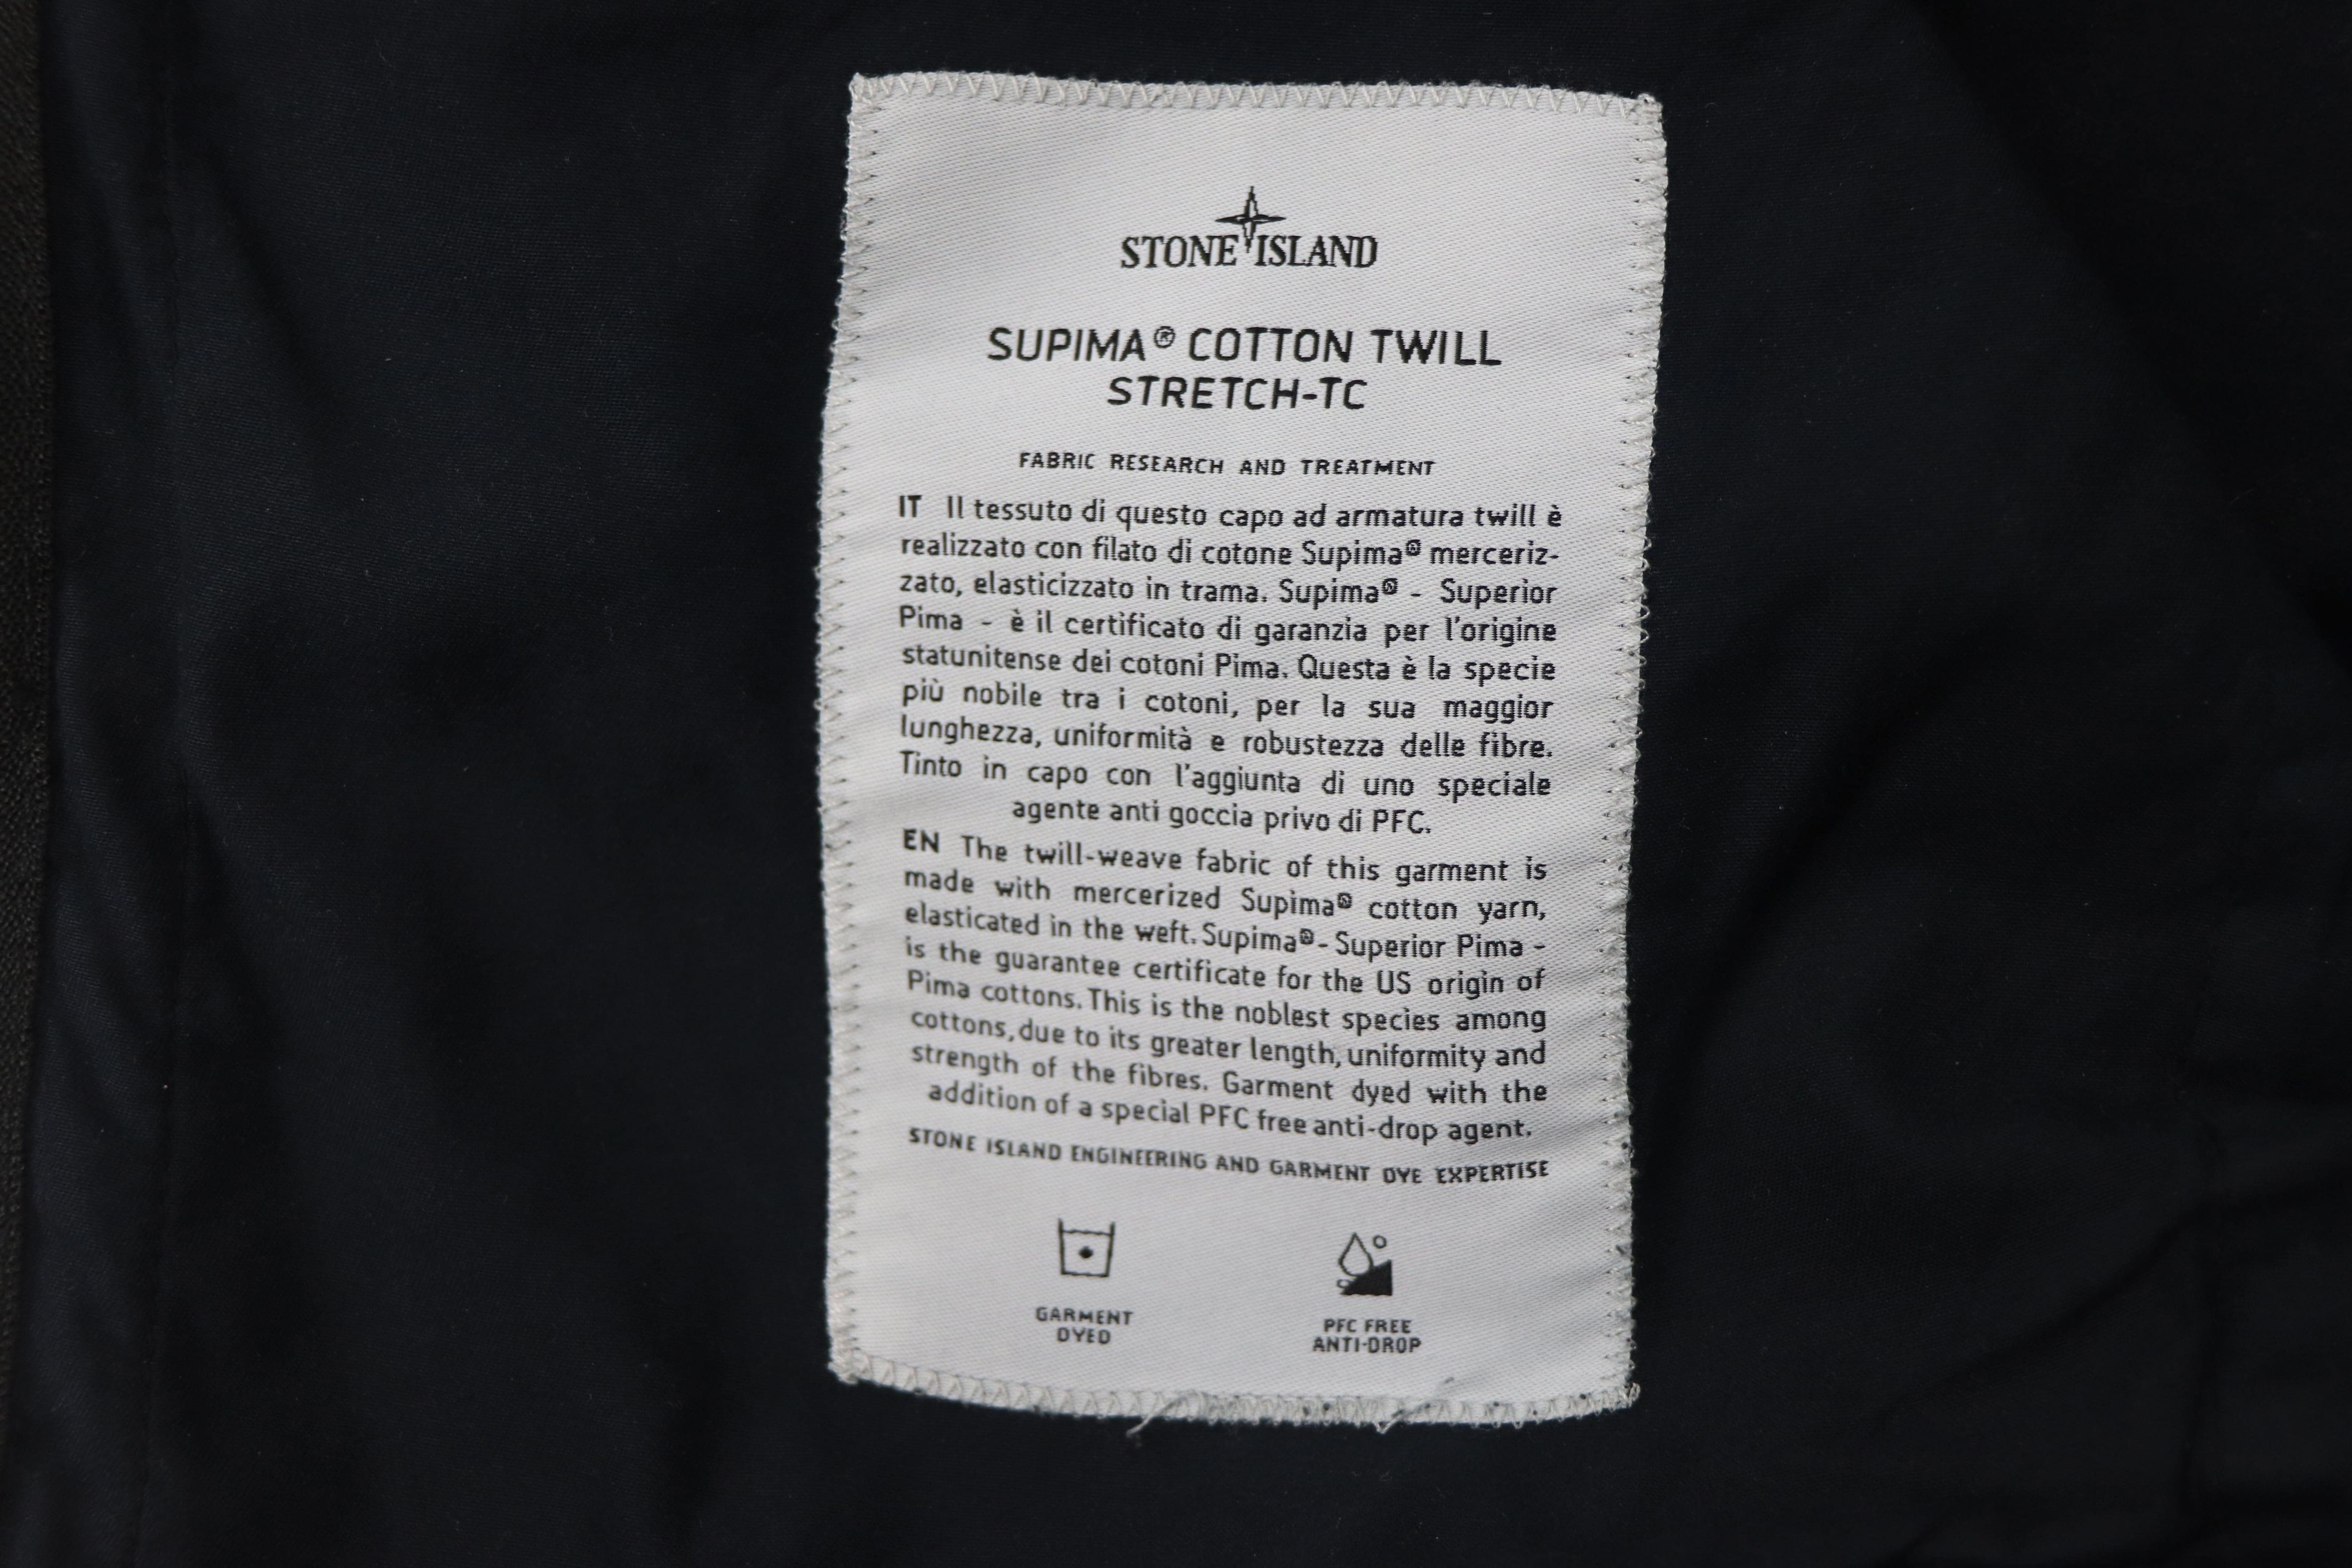 STONE ISLAND
SUPIMA® COTTON TWILL
STRETCH-TC
FABRIC RESEARCH AND TREATMENT
IT Il tessuto di questo capo ad armatura twill è
realizzato con filato di cotone Supima® merceriz-
zato, elasticizzato in trama. Supima® - Superior
Pima - è il certificato di garanzia per l'origine
statunitense dei cotoni Pima. Questa è la specie
più nobile tra i cotoni, per la sua maggior
lunghezza, uniformità e robustezza delle fibre.
Tinto in capo con l'aggiunta di uno speciale
agente anti goccia privo di PFC.
EN The twill-weave fabric of this garment is
made with mercerized Supima® cotton yarn,
elasticated in the weft. Supima® - Superior Pima -
is the guarantee certificate for the US origin of
Pima cottons. This is the noblest species among
cottons, due to its greater length, uniformity and
strength of the fibres. Garment dyed with the
addition of a special PFC free anti-drop agent.
STONE ISLAND ENGINEERING AND GARMENT DYE EXPERTISE
GARMENT
DYED
PFC FREE
ANTI-DROP